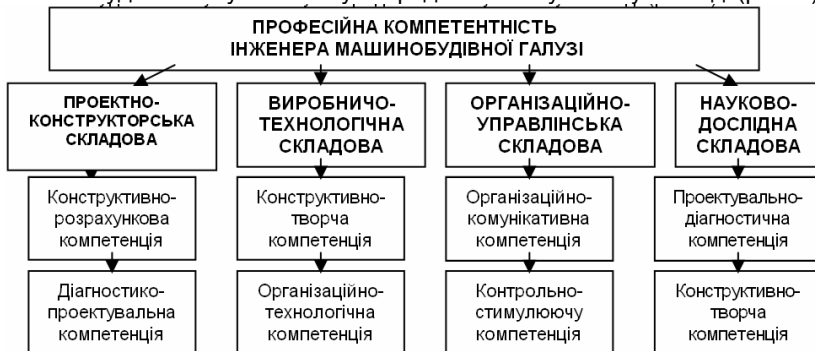 ПРОФЕСІЙНА КОМПЕТЕНТНІСТЬ
ІНЖЕНЕРА МАШИНОБУДІВНОЇ ГАЛУЗІ
ПРОЕКТНО-
КОНСТРУКТОРСЬКА
СКЛАДОВА
ВИРОБНИЧО-
ТЕХНОЛОГІЧНА
СКЛАДОВА
ОРГАНІЗАЦІЙНО-
УПРАВЛІНСЬКА
СКЛАДОВА
НАУКОВО-
ДОСЛІДНА
СКЛАДОВА
Конструктивно-
розрахункова
компетенція
Конструктивно-
творча
компетенція
Організаційно-
комунікативна
компетенція
Проектувально-
діагностична
компетенція
Діагностико-
проектувальна
компетенція
Організаційно-
технологічна
компетенція
Контрольно-
стимулюючу
компетенція
Конструктивно-
творча
компетенція